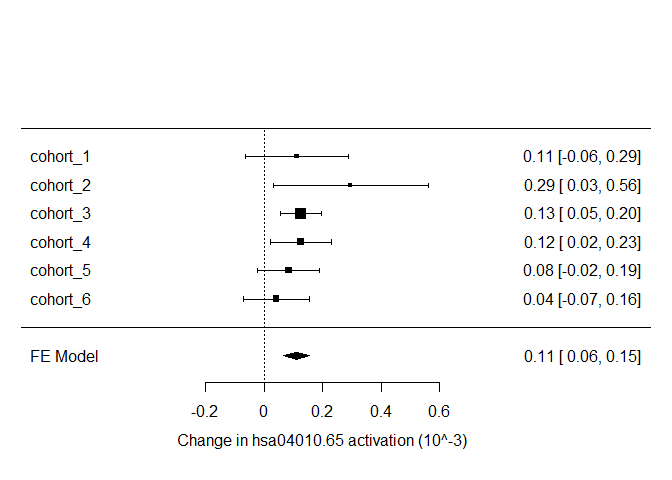 cohort_1 0.11 [-0.06, 0.29]
cohort_2 0.29 [ 0.03, 0.56]
cohort_3 0.13 [ 0.05, 0.20]
cohort_4 0.12 [ 0.02, 0.23]
cohort_5 0.08 [-0.02, 0.19]
cohort_6 0.04 [-0.07, 0.16]
FE Model 0.11 [ 0.06, 0.15]
-0.2 0 0.2 0.4 0.6
Change in hsa04010.65 activation (10^-3)